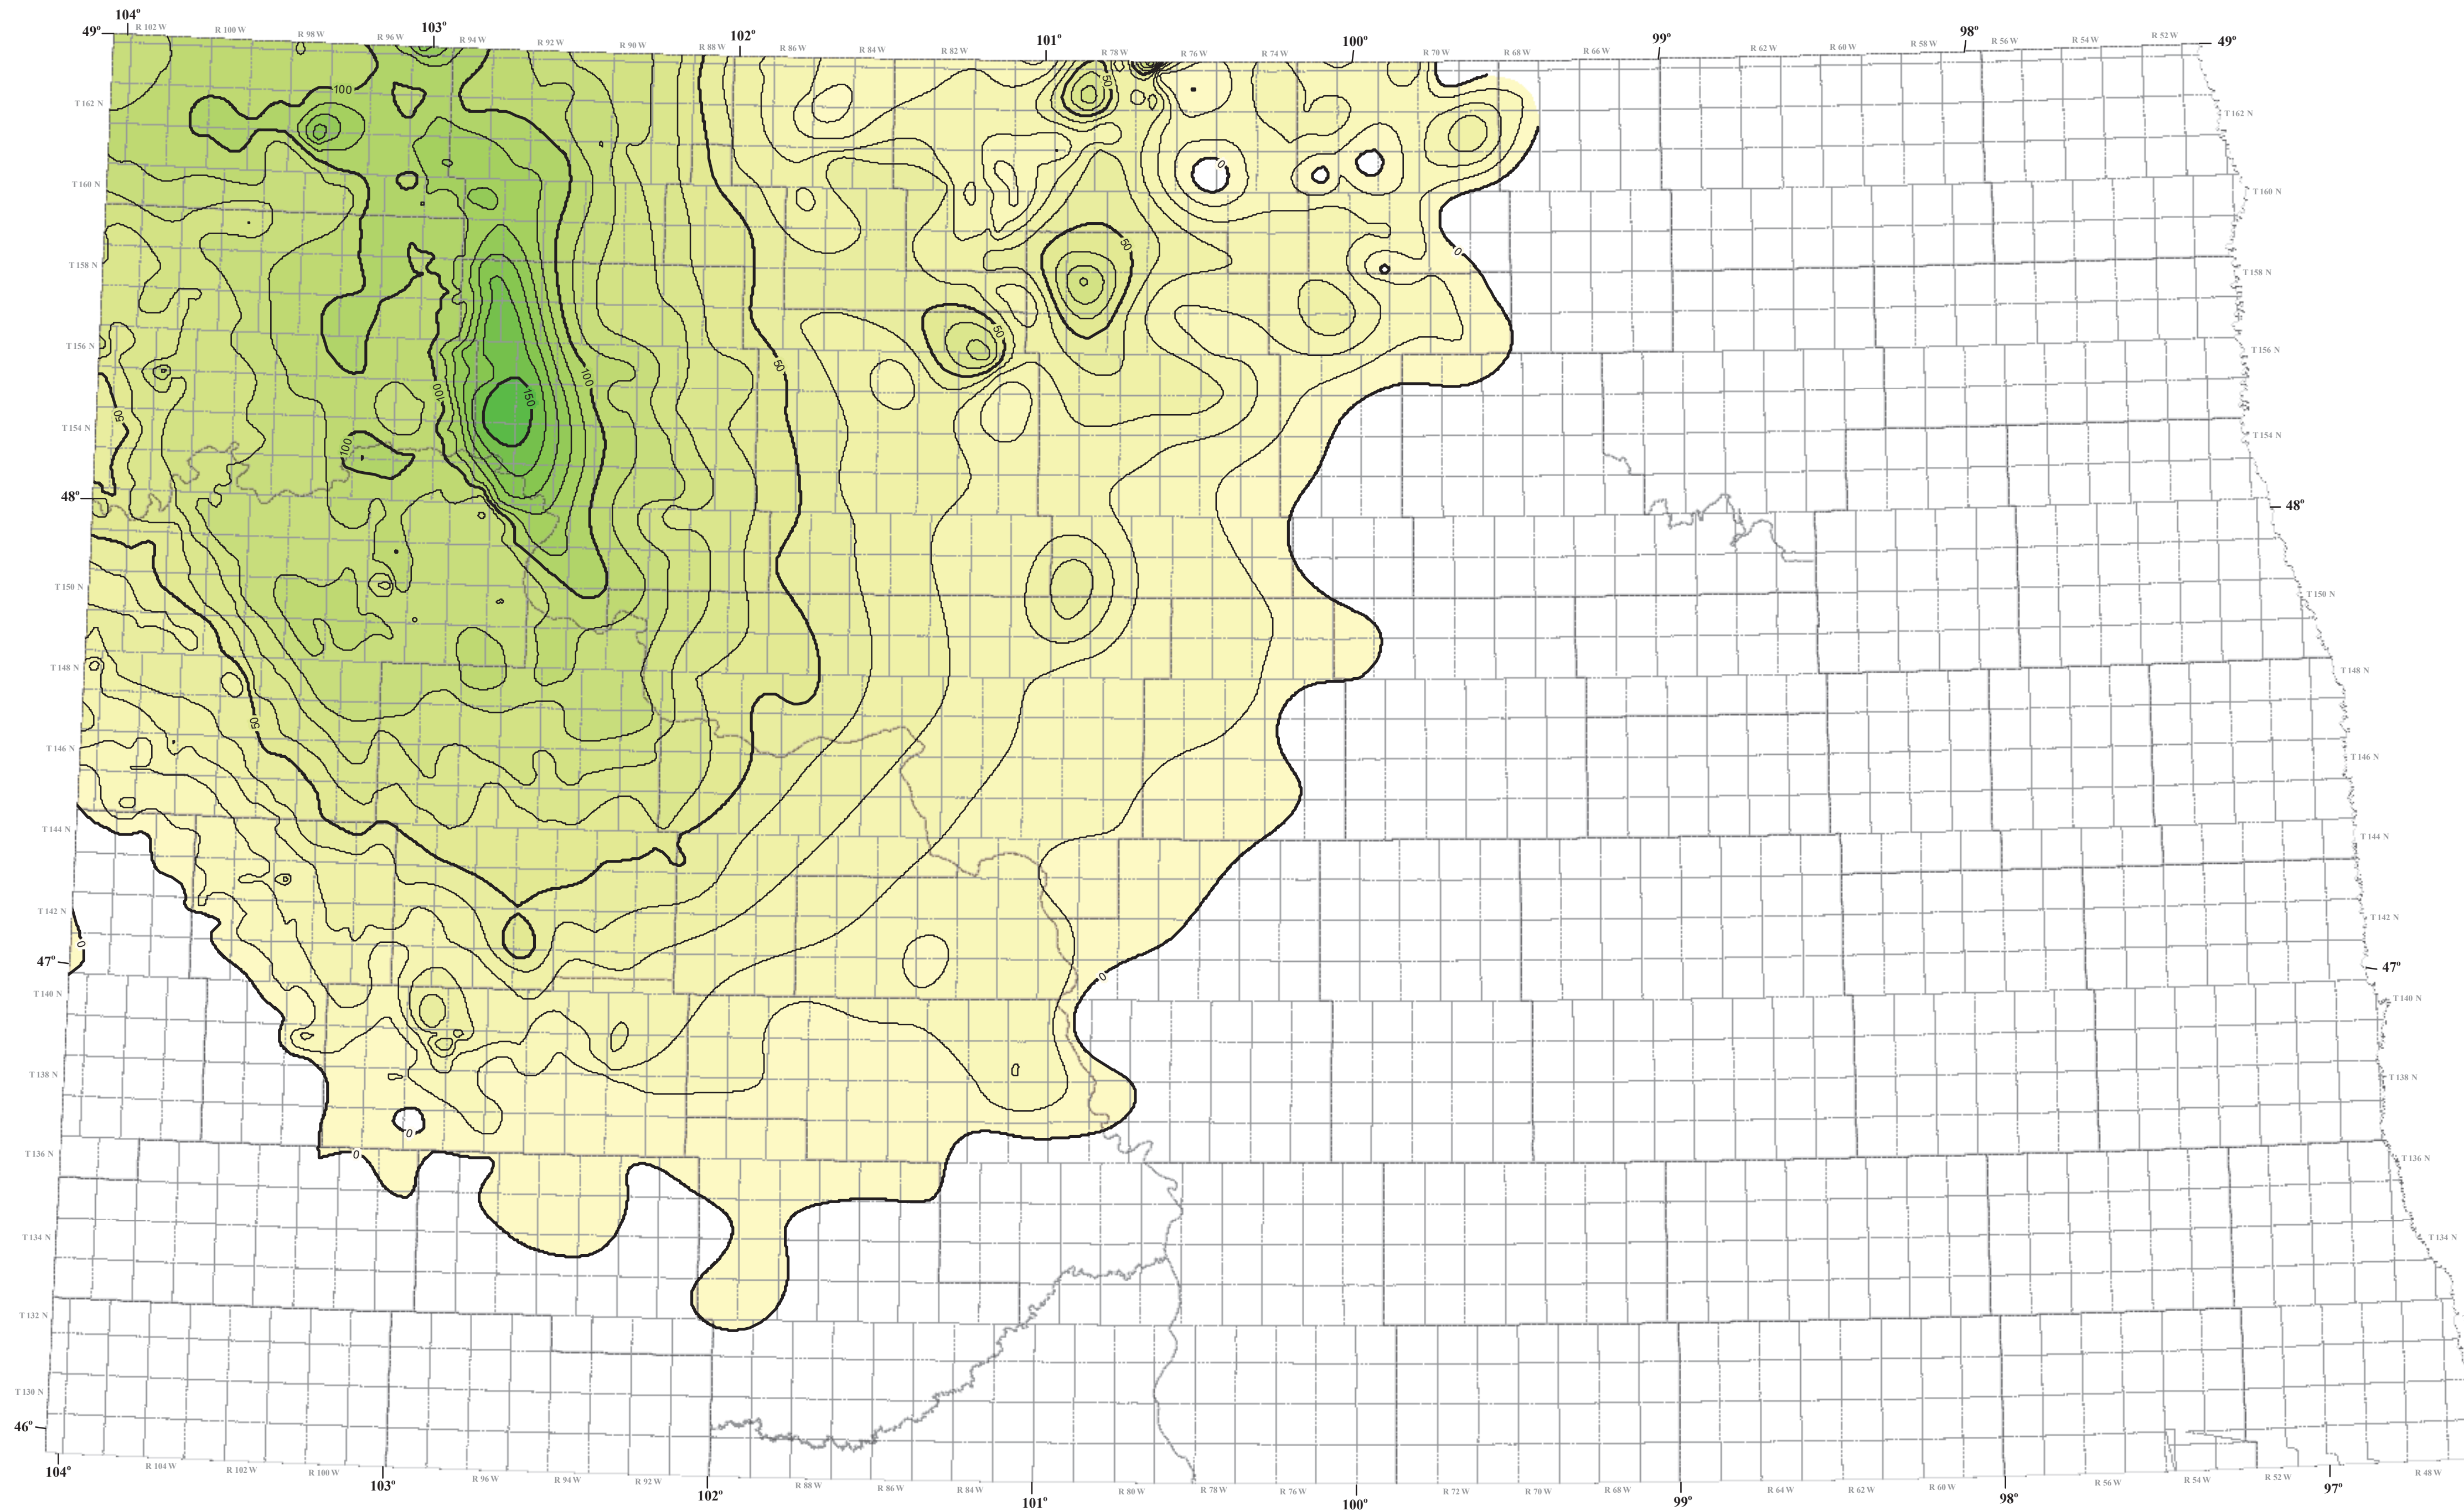 104° 103° 102° 101° 100° 99° 98°
49° R 102 W R 100 W R 98 W R 96 W R 94 W R 92 W R 90 W R 88 W R 86 W R 84 W R 82 W R 78 W R 76 W R 74 W R 70 W R 68 W R 66 W R 62 W R 60 W R 58 W R 56 W R 54 W R 52 W 49°
50
100
T 162 N T 162 N
0
T 160 N T 160 N
50 0
T 158 N T 158 N
50
T 156 N T 156 N
50
100 100 150
50
T 154 N T 154 N
100
48° 48°
T 150 N T 150 N
T 148 N T 148 N
50
T 146 N T 146 N
T 144 N T 144 N
T 142 N T 142 N
0
47° 0 47°
T 140 N T 140 N
T 138 N T 138 N
0
T 136 N 0 T 136 N
T 134 N T 134 N
T 132 N
T 130 N
46°
R 104 W R 102 W R 100 W R 96 W R 94 W R 92 W R 88 W R 86 W R 84 W R 80 W R 78 W R 76 W R 72 W R 70 W R 68 W R 64 W R 62 W R 60 W R 56 W R 54 W R 52 W R 48 W
104° 103° 102° 101° 100° 99° 98° 97°